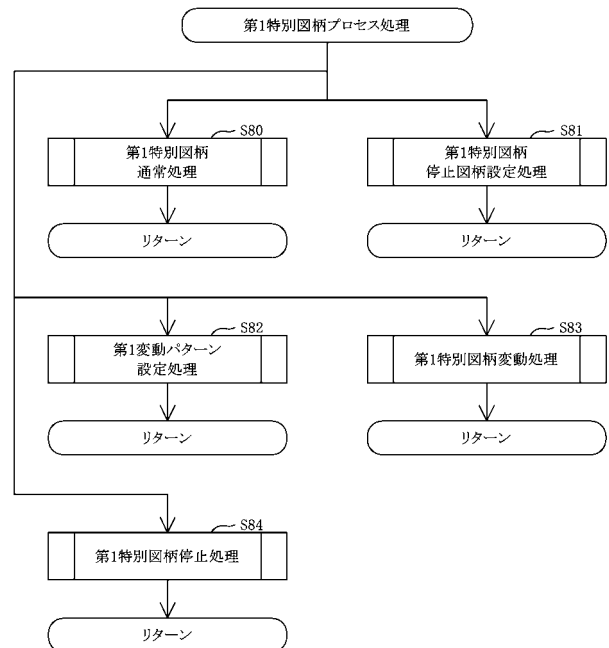 第1特別図柄プロセス処理
S80
第1特別図柄
通常処理
リターン
S81
第1特別図柄
停止図柄設定処理
リターン
S82
第1変動パターン
設定処理
リターン
S83
第1特別図柄変動処理
リターン
S84
第1特別図柄停止処理
リターン